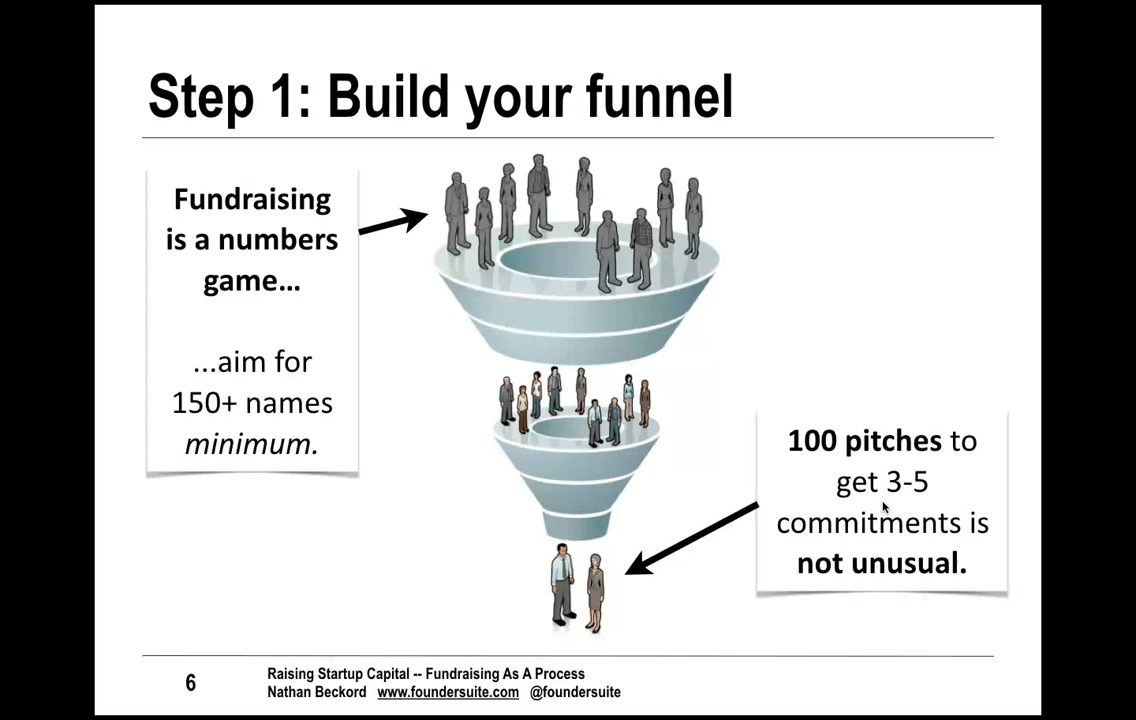 Step 1: Build your funnel
Fundraising
is a numbers
game...
...aim for
150+ names
minimum.
100 pitches to
get 3-5
commitments is
not unusual.
6
Raising Startup Capital -- Fundraising As A Process
Nathan Beckord www.foundersuite.com @foundersuite